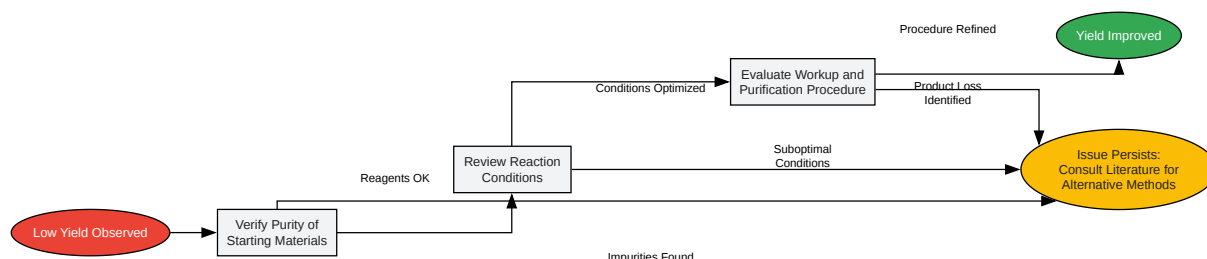 Procedure Refined
Yield Improved
Evaluate Workup and
Purification Procedure
Conditions Optimized
Product Loss
Identified
Suboptimal
Conditions
Issue Persists:
Consult Literature for
Alternative Methods
Review Reaction
Conditions
Reagents OK
Low Yield Observed
Verify Purity of
Starting Materials
Impurities Found